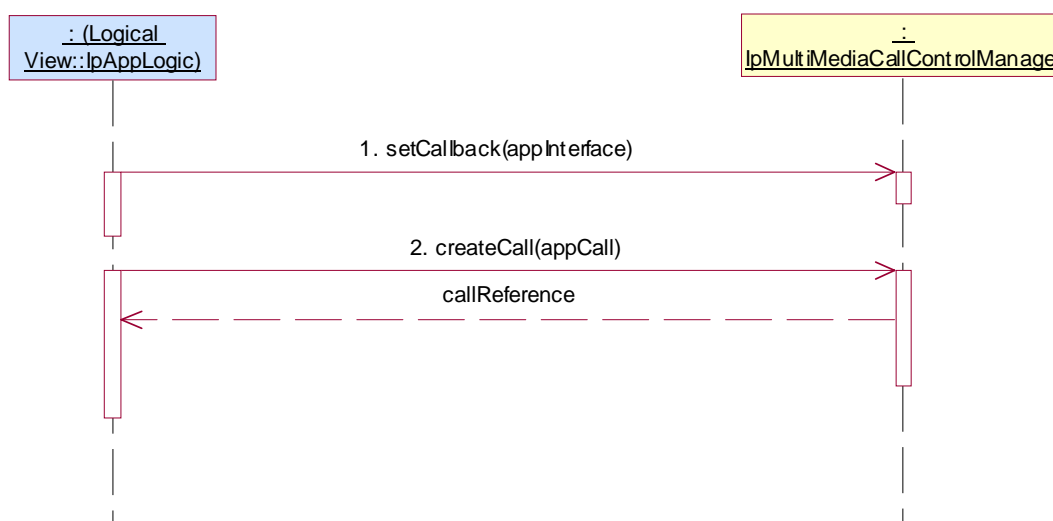 : (Logical
View::IpAppLogic)
:
IpMultiMediaCallControlManage
1. setCallback(appInterface)
2. createCall(appCall)
callReference